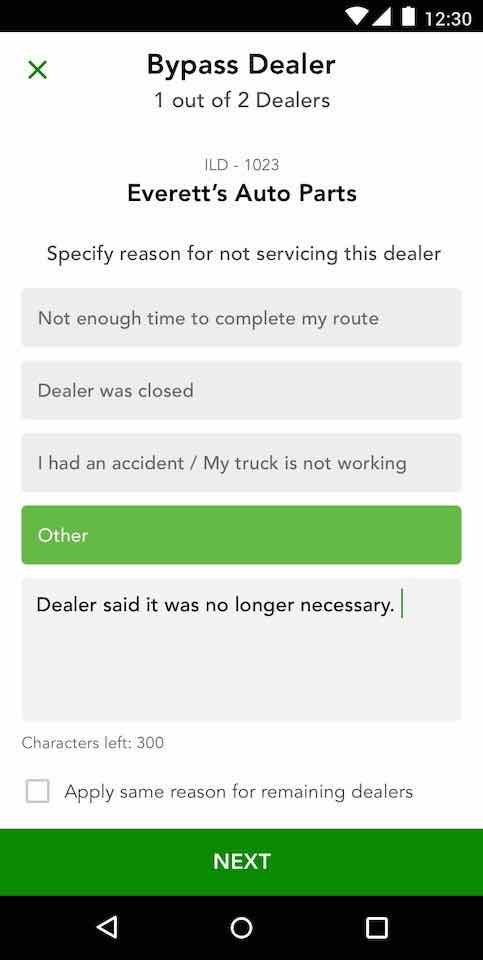 12:30
Bypass Dealer
1 out of 2 Dealers
ILD - 1023
Everett’s Auto Parts
Specify reason for not servicing this dealer
Not enough time to complete my route
Dealer was closed
I had an accident / My truck is not working
Other
Dealer said it was no longer necessary.
Characters left: 300
Apply same reason for remaining dealers
NEXT